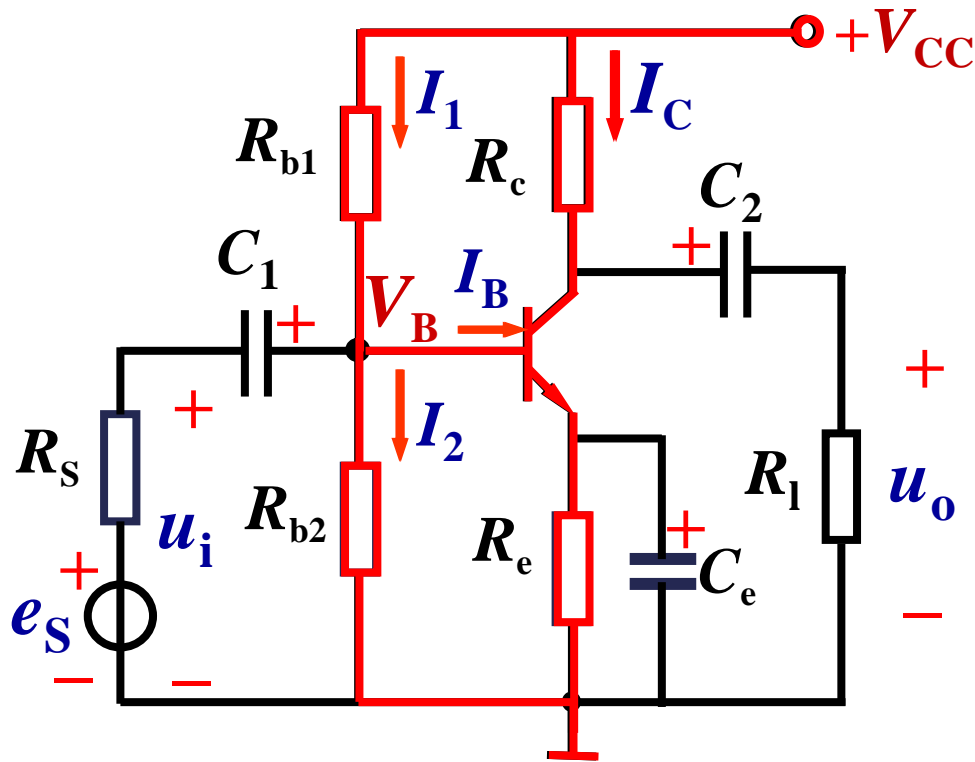 +VCC
I1
IC
Rb1
Rc
C2
+
C1
IB
VB
+
+
I2
+
RS
Rb2
Rl
uo
ui
Re
+
Ce
+
eS
−
−
−